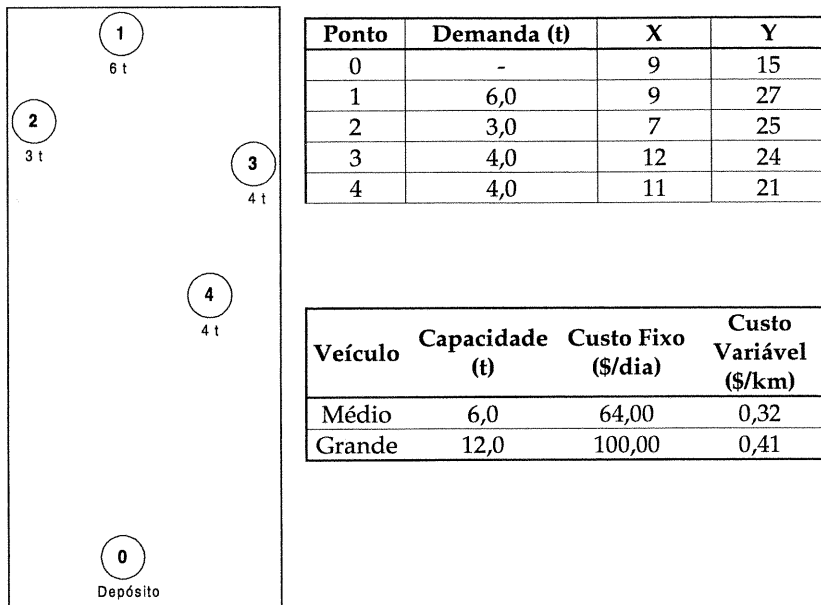 1
6 t
2
3 t
3
4 t
4
4 t
0
Depósito
Ponto Demanda (t) X Y
0 - 9 15
1 6,0 9 27
2 3,0 7 25
3 4,0 12 24
4 4,0 11 21
Veículo Capacidade (t) Custo Fixo ($/dia) Custo Variável ($/km)
Médio 6,0 64,00 0,32
Grande 12,0 100,00 0,41